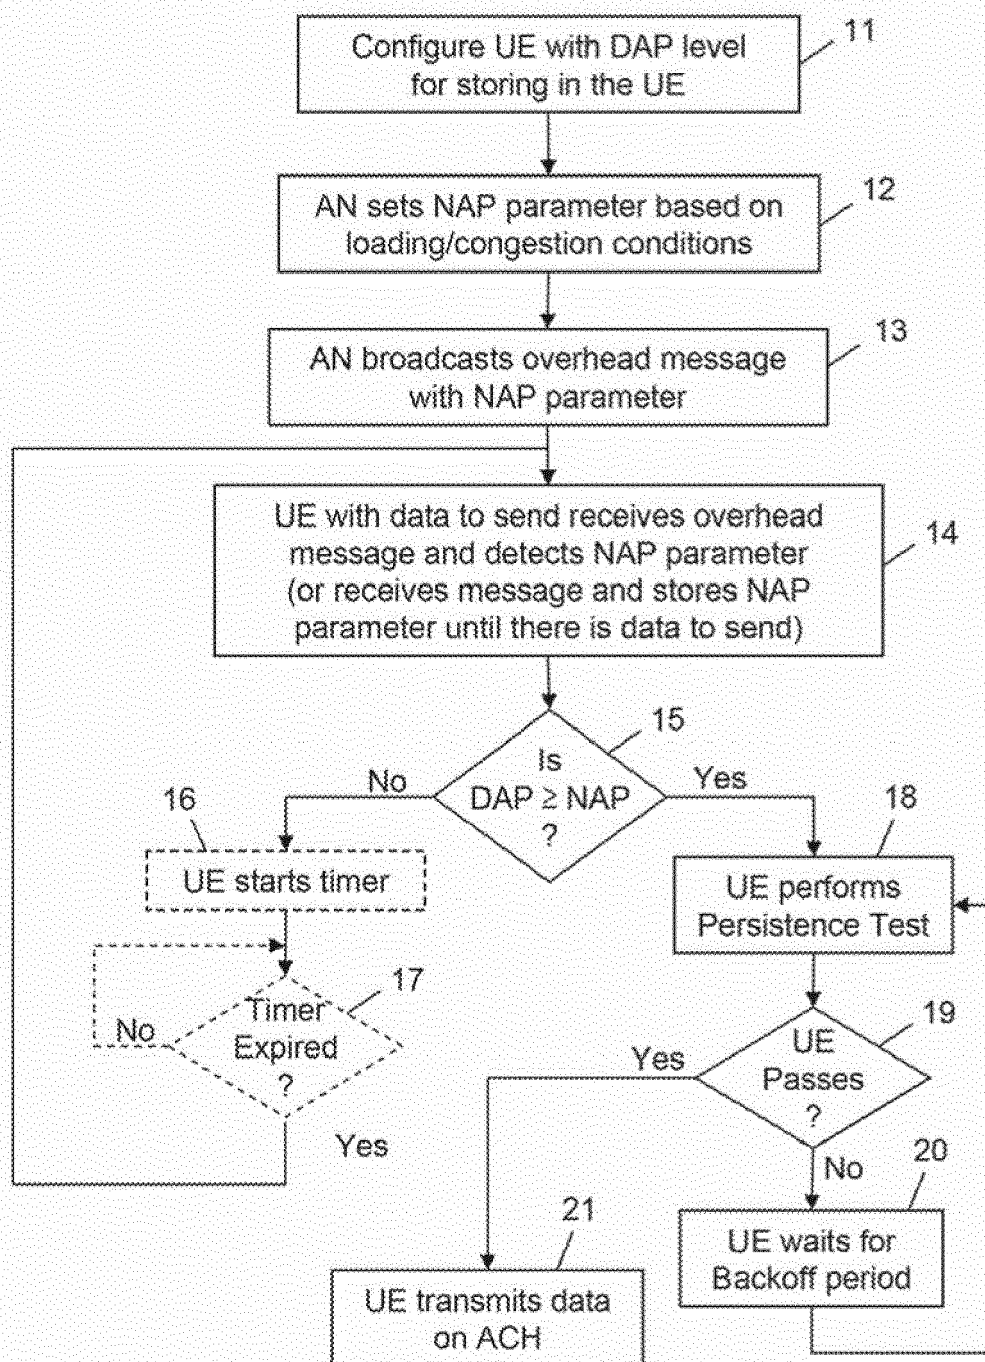 Configure UE with DAP level
for storing in the UE
11
AN sets NAP parameter based on
loading/congestion conditions
12
AN broadcasts overhead message
with NAP parameter
13
UE with data to send receives overhead
message and detects NAP parameter
(or receives message and stores NAP
parameter until there is data to send)
14
Is
DAP ≥ NAP
?
15
No
Yes
16
UE starts timer
18
UE performs
Persistence Test
Timer
Expired
?
17
No
Yes
UE
Passes
?
19
Yes
No
20
UE waits for
Backoff period
21
UE transmits data
on ACH